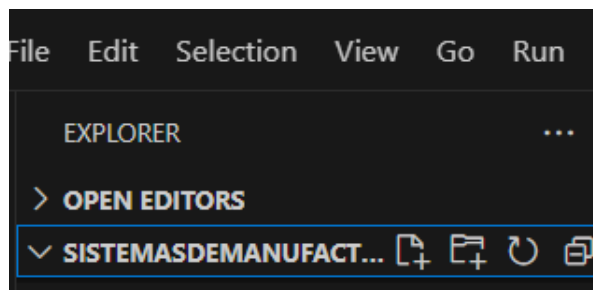 File Edit Selection View Go Run
EXPLORER
OPEN EDITORS
SISTEMASDEMANUFACT...